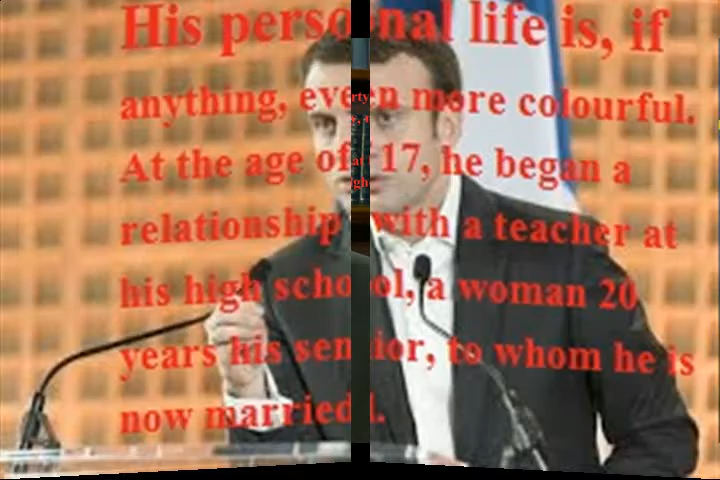 His personal life is, if
anything, even more colourful.
At the age of 17, he began a
relationship with a teacher at
his high school, a woman 20
years his senior, to whom he is
now married.